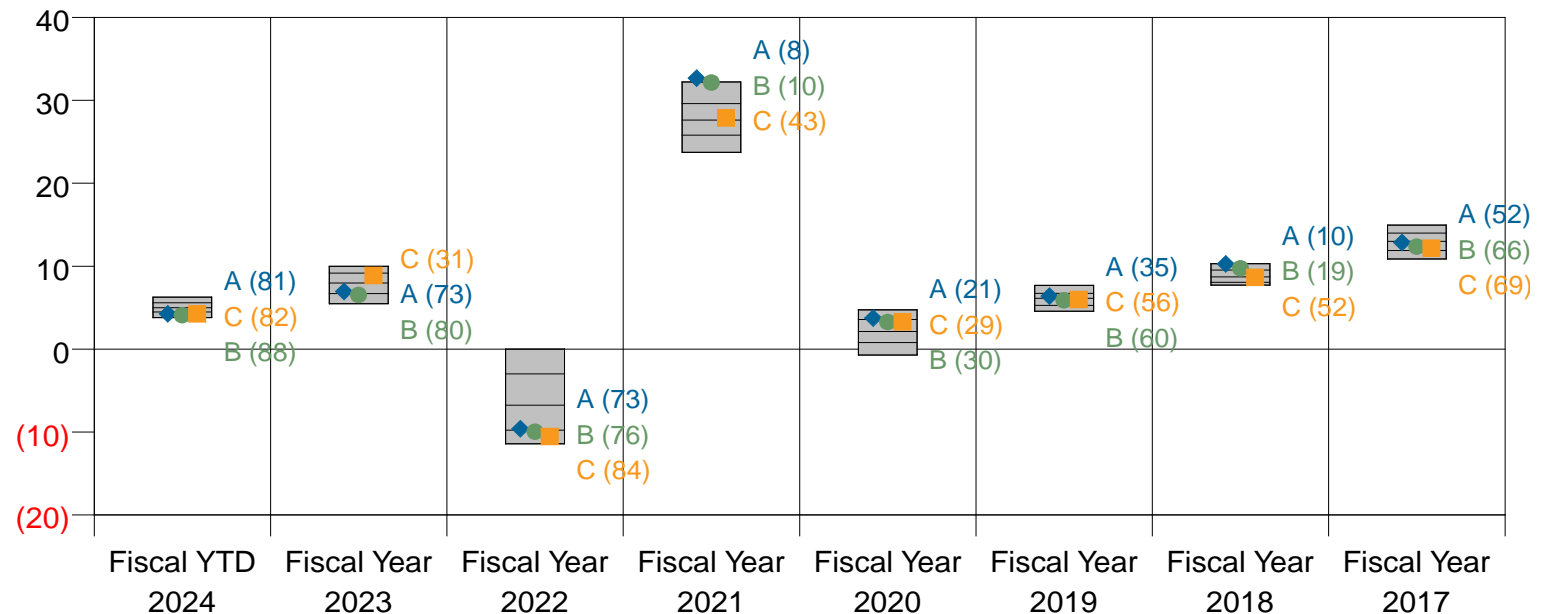 40
30
20
10
0
(10)
(20)
A (81)
C (82)
B (88)
C (31)
A (73)
B (80)
A (73)
B (76)
C (84)
A (8)
B (10)
C (43)
A (21)
C (29)
B (30)
A (35)
C (56)
B (60)
A (10)
B (19)
C (52)
A (52)
B (66)
C (69)
Fiscal YTD
2024
Fiscal Year
2023
Fiscal Year
2022
Fiscal Year
2021
Fiscal Year
2020
Fiscal Year
2019
Fiscal Year
2018
Fiscal Year
2017